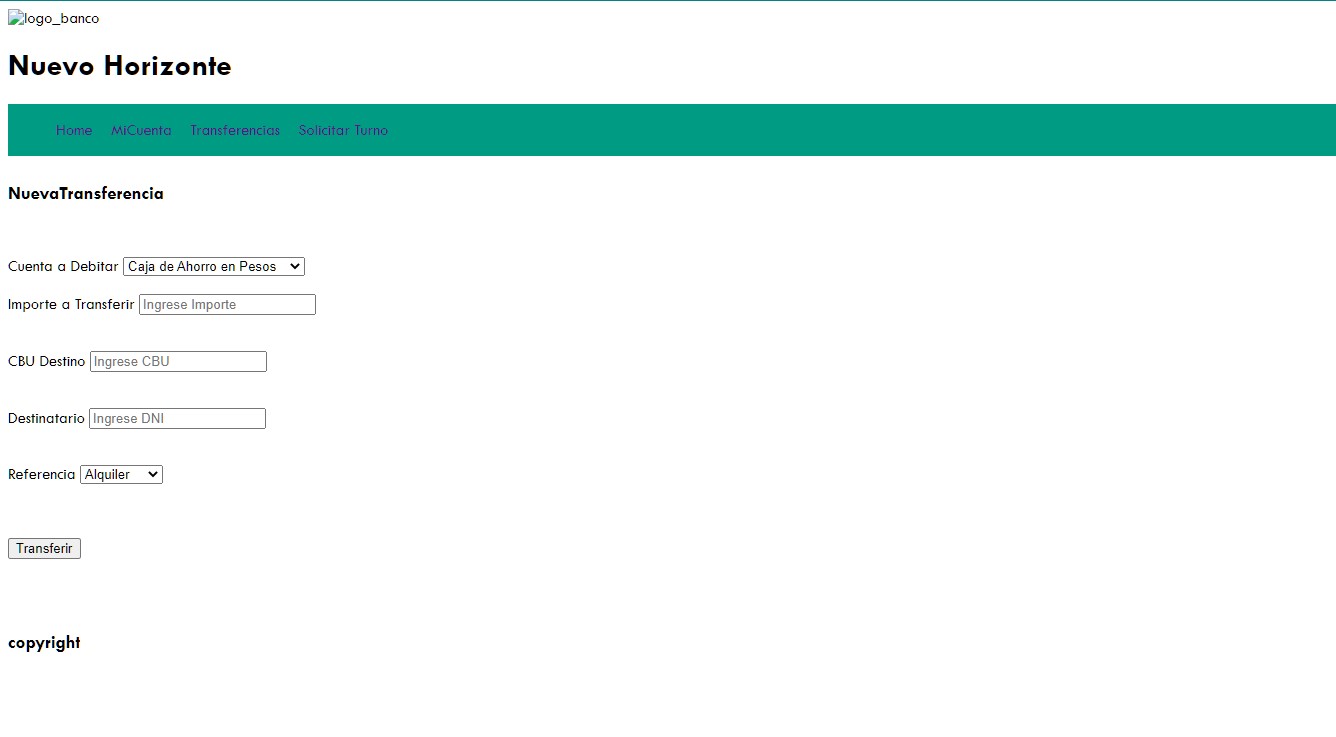 logo_banco
Nuevo Horizonte
Home MiCuenta Transferencias Solicitar Turno
NuevaTransferencia
Cuenta a Debitar Caja de Ahorro en Pesos
Importe a Transferir Ingrese Importe
CBU Destino Ingrese CBU
Destinatario Ingrese DNI
Referencia Alquiler
Transferir
copyright